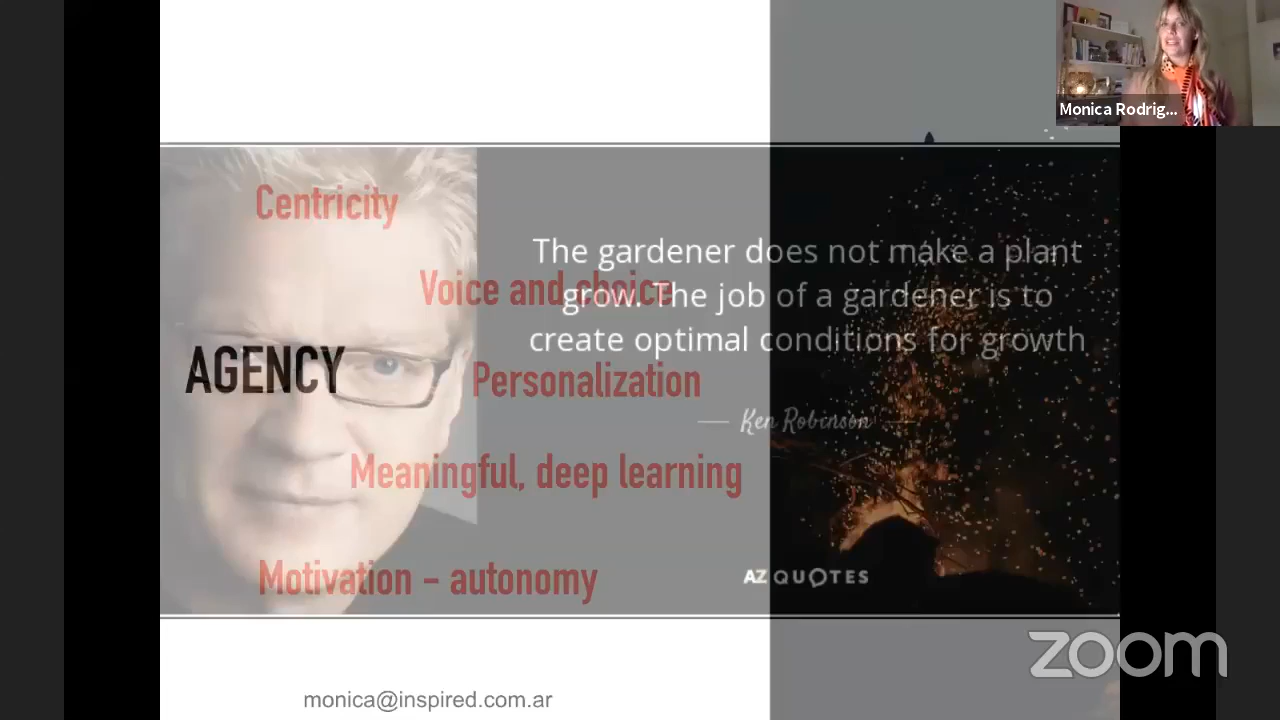 Monica Rodrig...
Centricity
Voice and choice
AGENCY
Personalization
Meaningful, deep learning
Motivation - autonomy
The gardener does not make a plant
grow. The job of a gardener is to
create optimal conditions for growth
Ken Robinson
AZ QUOTES
zoom
monica@inspired.com.ar